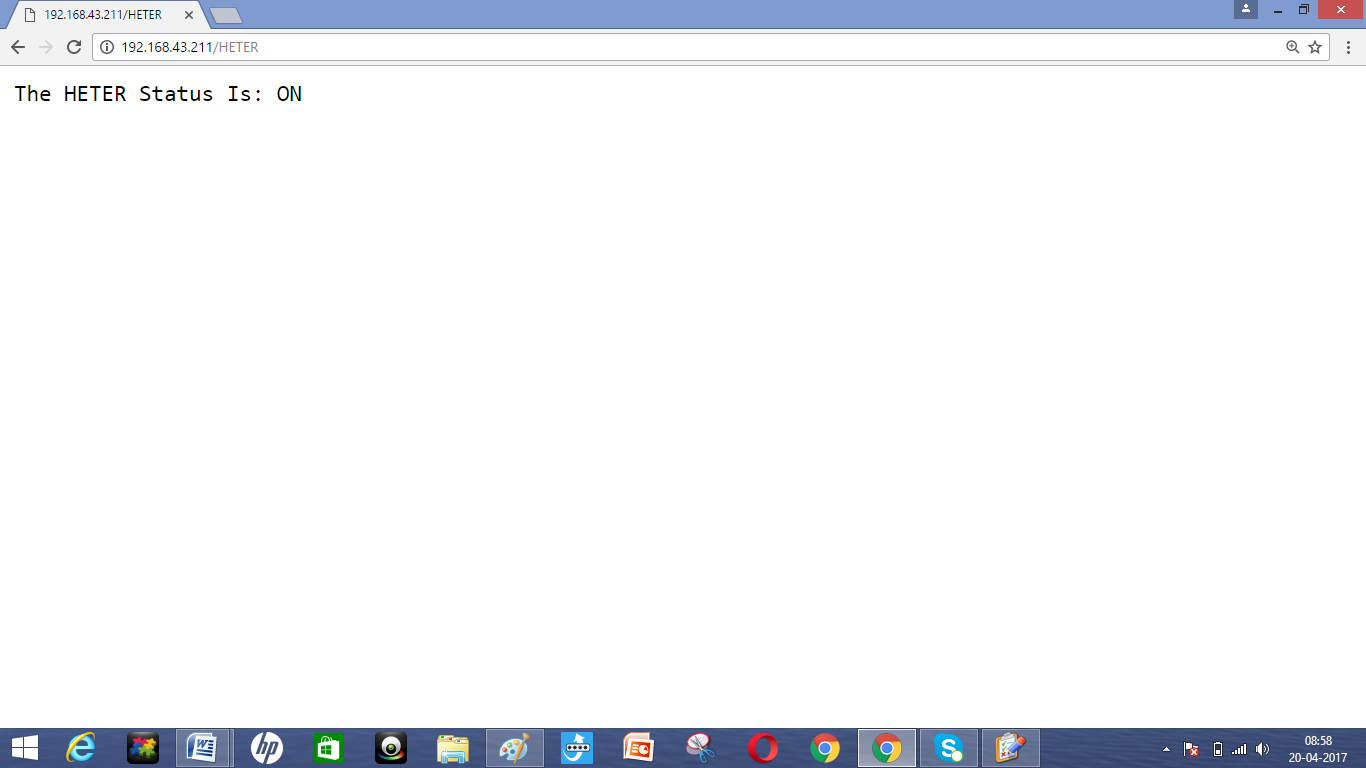 192.168.43.211/HETER
192.168.43.211/HETER
The HETER Status Is: ON
hp
08:58
20-04-2017